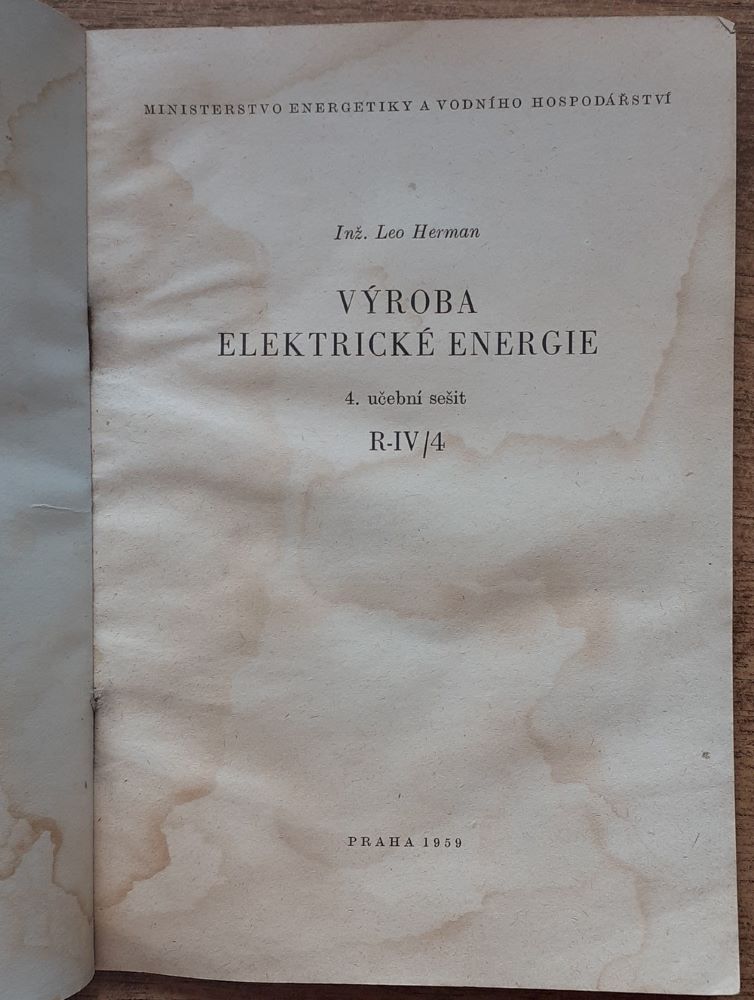 MINISTERSTVO ENERGETIKY A VODNÍHO HOSPODÁŘSTVÍ
Inž. Leo Herman
VÝROBA
ELEKTRICKÉ ENERGIE
4. učební sešit
R-IV/4
PRAHA 1959